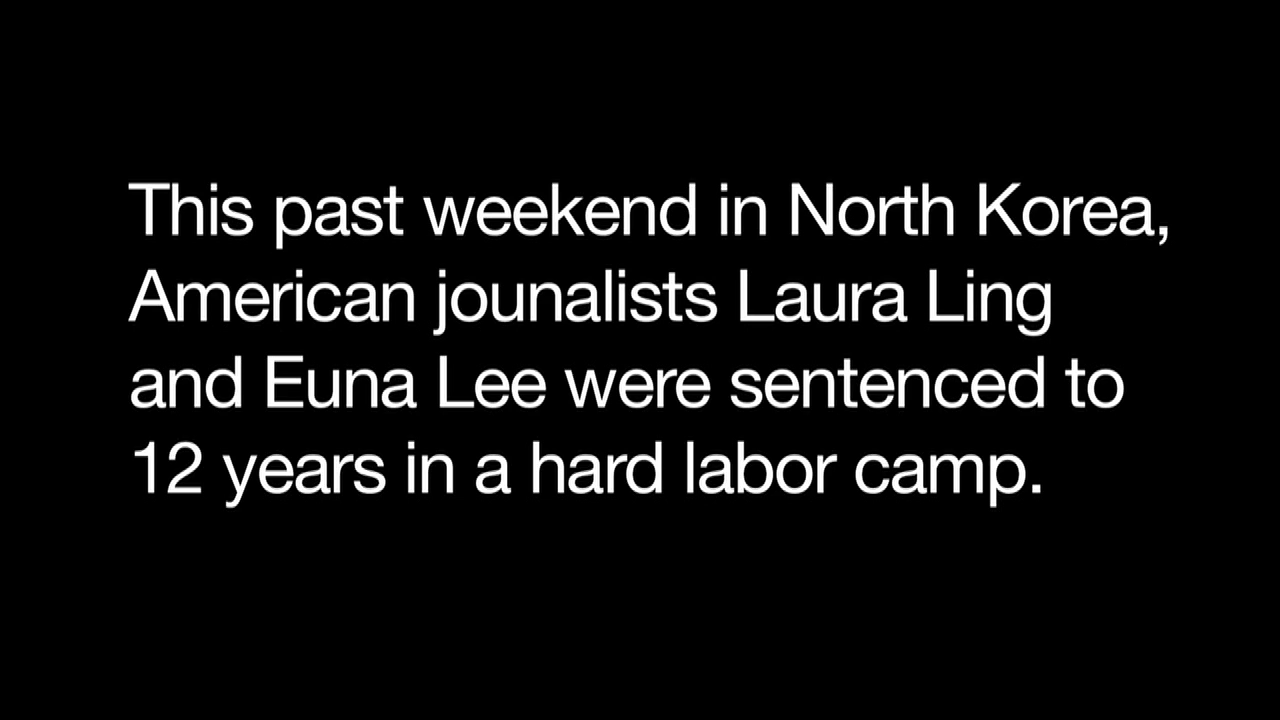 This past weekend in North Korea,
American jounalists Laura Ling
and Euna Lee were sentenced to
12 years in a hard labor camp.